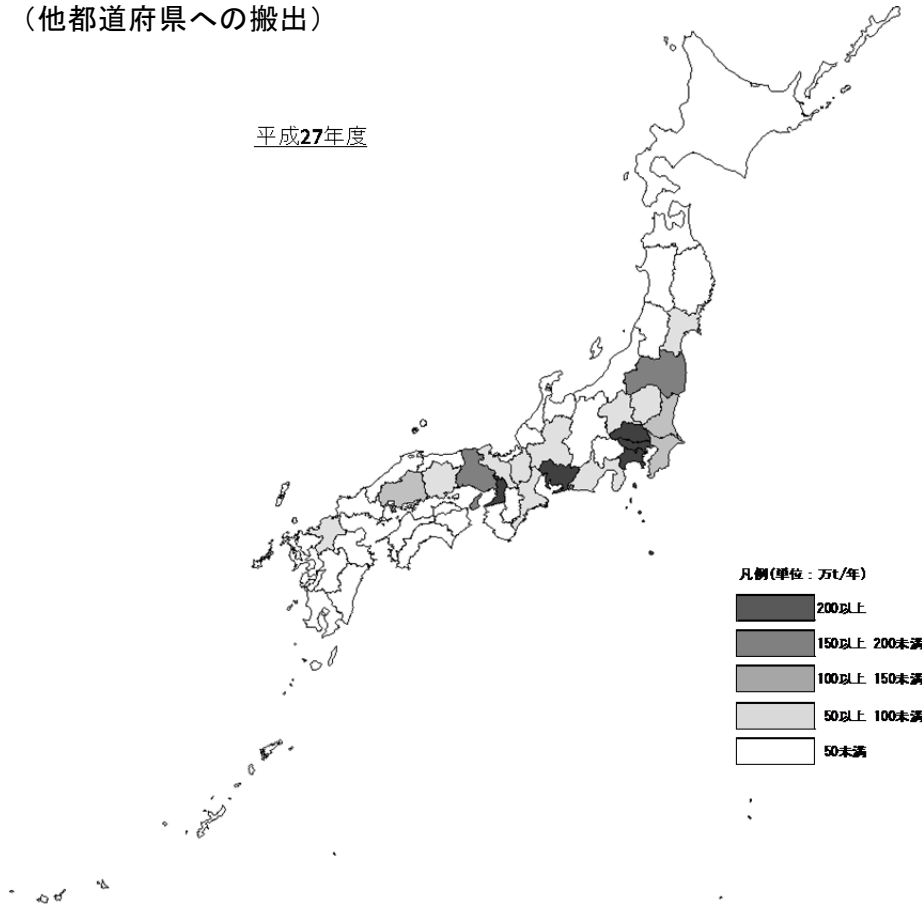 （他都道府県への搬出）
平成27年度
凡例(単位：万t/年)
200以上
150以上 200未満
100以上 150未満
50以上 100未満
50未満